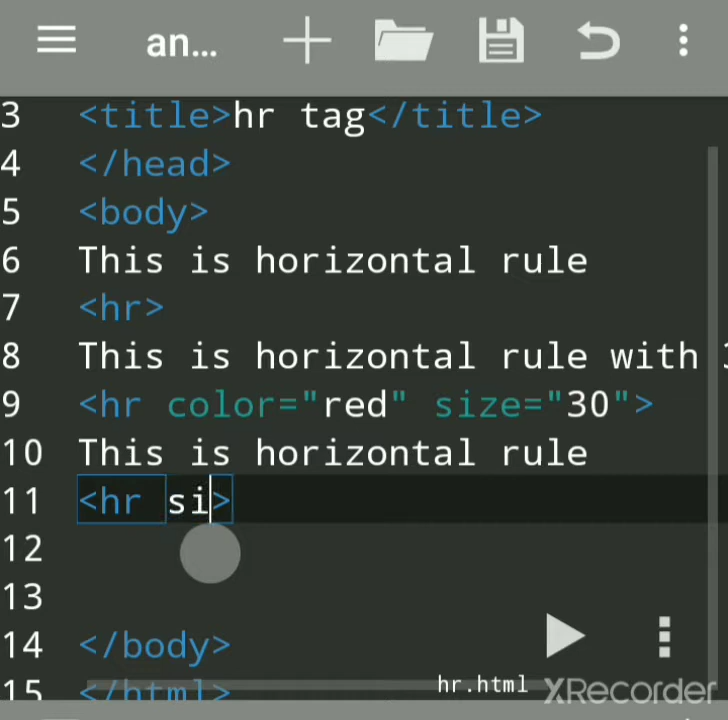 an...
3 <title>hr tag</title>
4 </head>
5 <body>
6 This is horizontal rule
7 <hr>
8 This is horizontal rule with
9 <hr color="red" size="30">
10 This is horizontal rule
11 <hr si>
12
13
14 </body>
15 </html>
hr.html
XRecorder